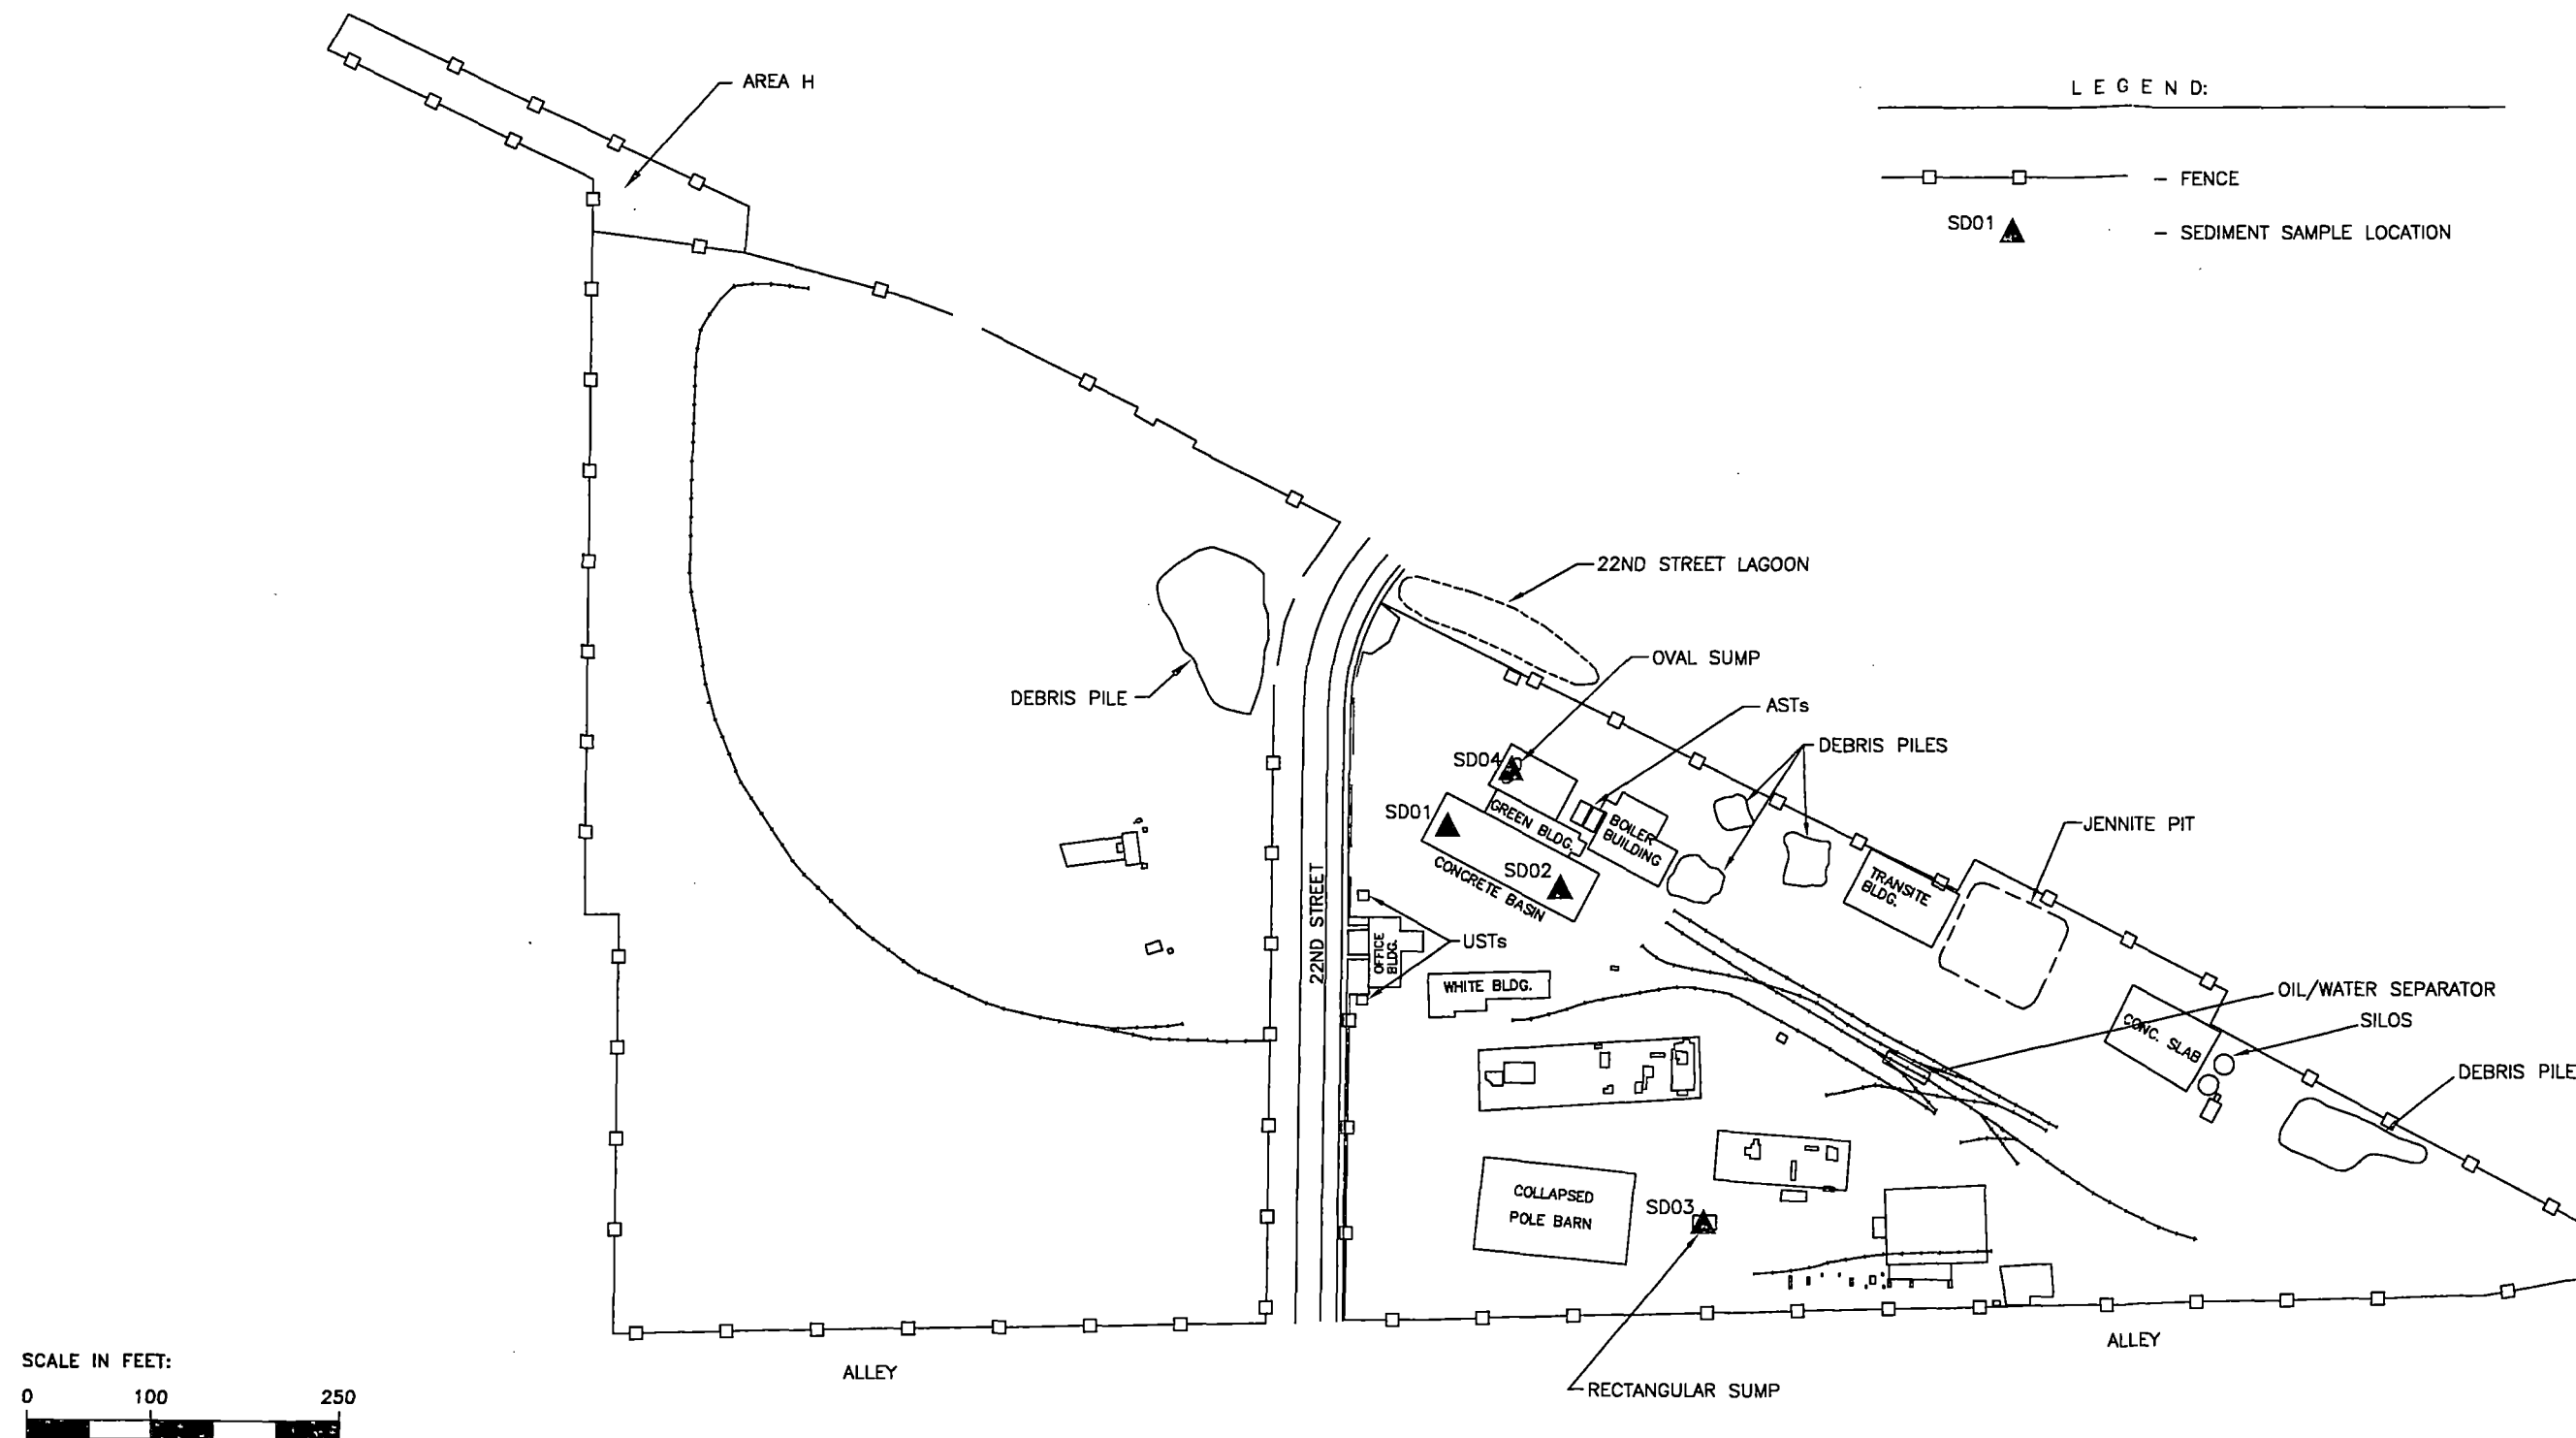 AREA H
L E G E N D:
- FENCE
SD01
- SEDIMENT SAMPLE LOCATION
22ND STREET LAGOON
OVAL SUMP
DEBRIS PILE
ASTs
DEBRIS PILES
SD04
SD01
GREEN BLDG.
BOILER
BUILDING
JENNITE PIT
SD02
CONCRETE BASIN
TRANSITE
BLDG.
22ND STREET
USTs
OFFICE
BLDG.
WHITE BLDG.
OIL/WATER SEPARATOR
SILOS
CONC. SLAB
DEBRIS PILE
COLLAPSED
POLE BARN
SD03
ALLEY
ALLEY
RECTANGULAR SUMP
SCALE IN FEET:
0 100 250